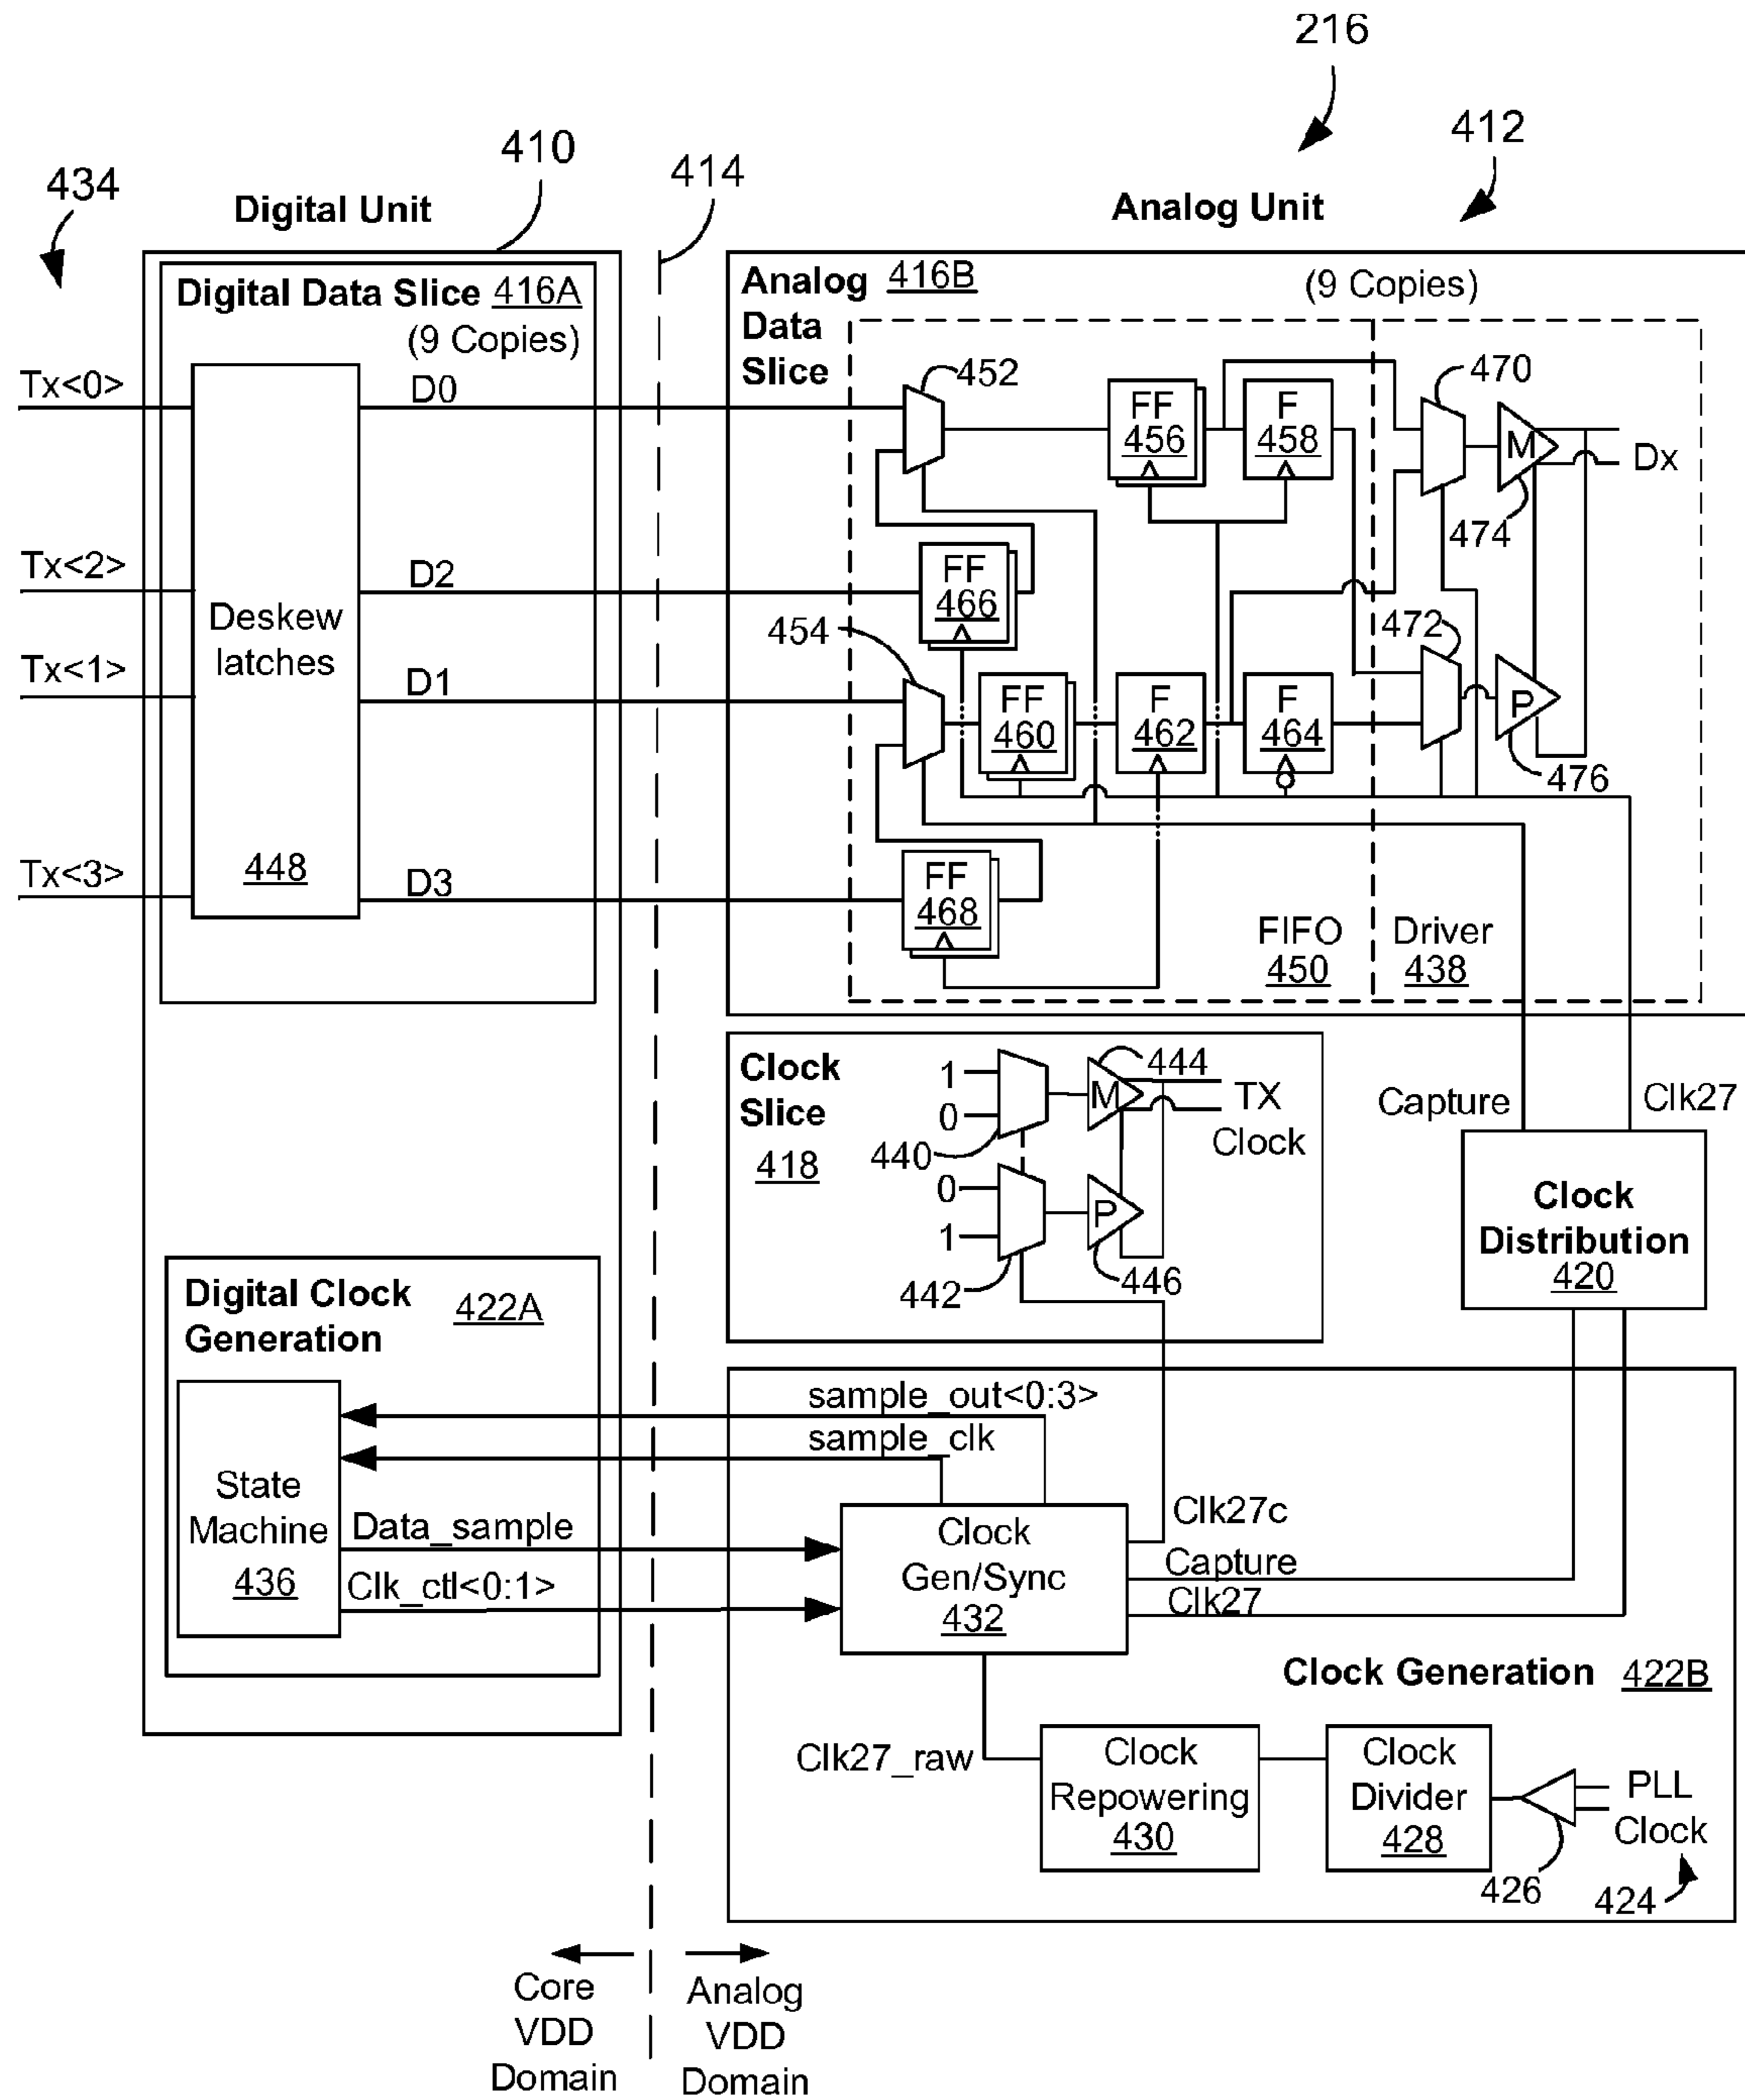 216
412
410
414
434
Digital Unit
Analog Unit
Digital Data Slice 416A
(9 Copies)
Analog 416B
Data
Slice
(9 Copies)
Tx<0>
D0
452
FF
456
F
458
470
M
Dx
474
Tx<2>
D2
FF
466
Deskew
latches
448
454
472
Tx<1>
D1
FF
460
F
462
F
464
P
476
Tx<3>
D3
FF
468
FIFO
450
Driver
438
Clock
Slice
418
1
0
440
M
444
TX
Clock
0
1
442
P
446
Capture
Clk27
Clock
Distribution
420
Digital Clock
Generation
422A
State
Machine
436
sample_out<0:3>
sample_clk
Data_sample
Clk_ctl<0:1>
Clock
Gen/Sync
432
Clk27c
Capture
Clk27
Clock Generation 422B
Clk27_raw
Clock
Repowering
430
Clock
Divider
428
PLL
Clock
426
424
Core
VDD
Domain
Analog
VDD
Domain